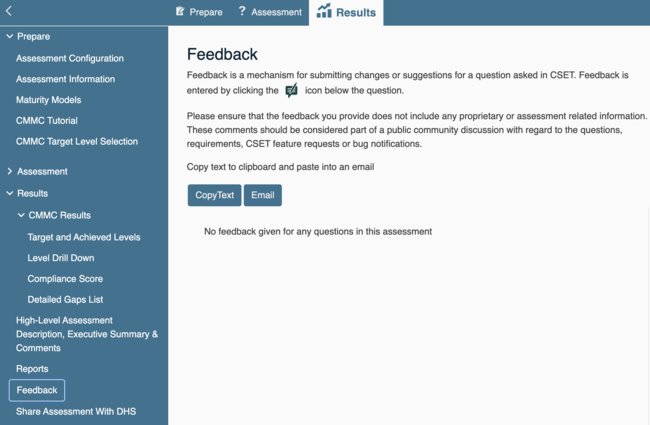 Prepare
? Assessment
Results
Prepare
Assessment Configuration
Assessment Information
Maturity Models
CMMC Tutorial
CMMC Target Level Selection
Assessment
Results
CMMC Results
Target and Achieved Levels
Level Drill Down
Compliance Score
Detailed Gaps List
High-Level Assessment
Description, Executive Summary &
Comments
Reports
Feedback
Share Assessment With DHS
Feedback
Feedback is a mechanism for submitting changes or suggestions for a question asked in CSET. Feedback is
entered by clicking the icon below the question.
Please ensure that the feedback you provide does not include any proprietary or assessment related information.
These comments should be considered part of a public community discussion with regard to the questions,
requirements, CSET feature requests or bug notifications.
Copy text to clipboard and paste into an email
CopyText
Email
No feedback given for any questions in this assessment